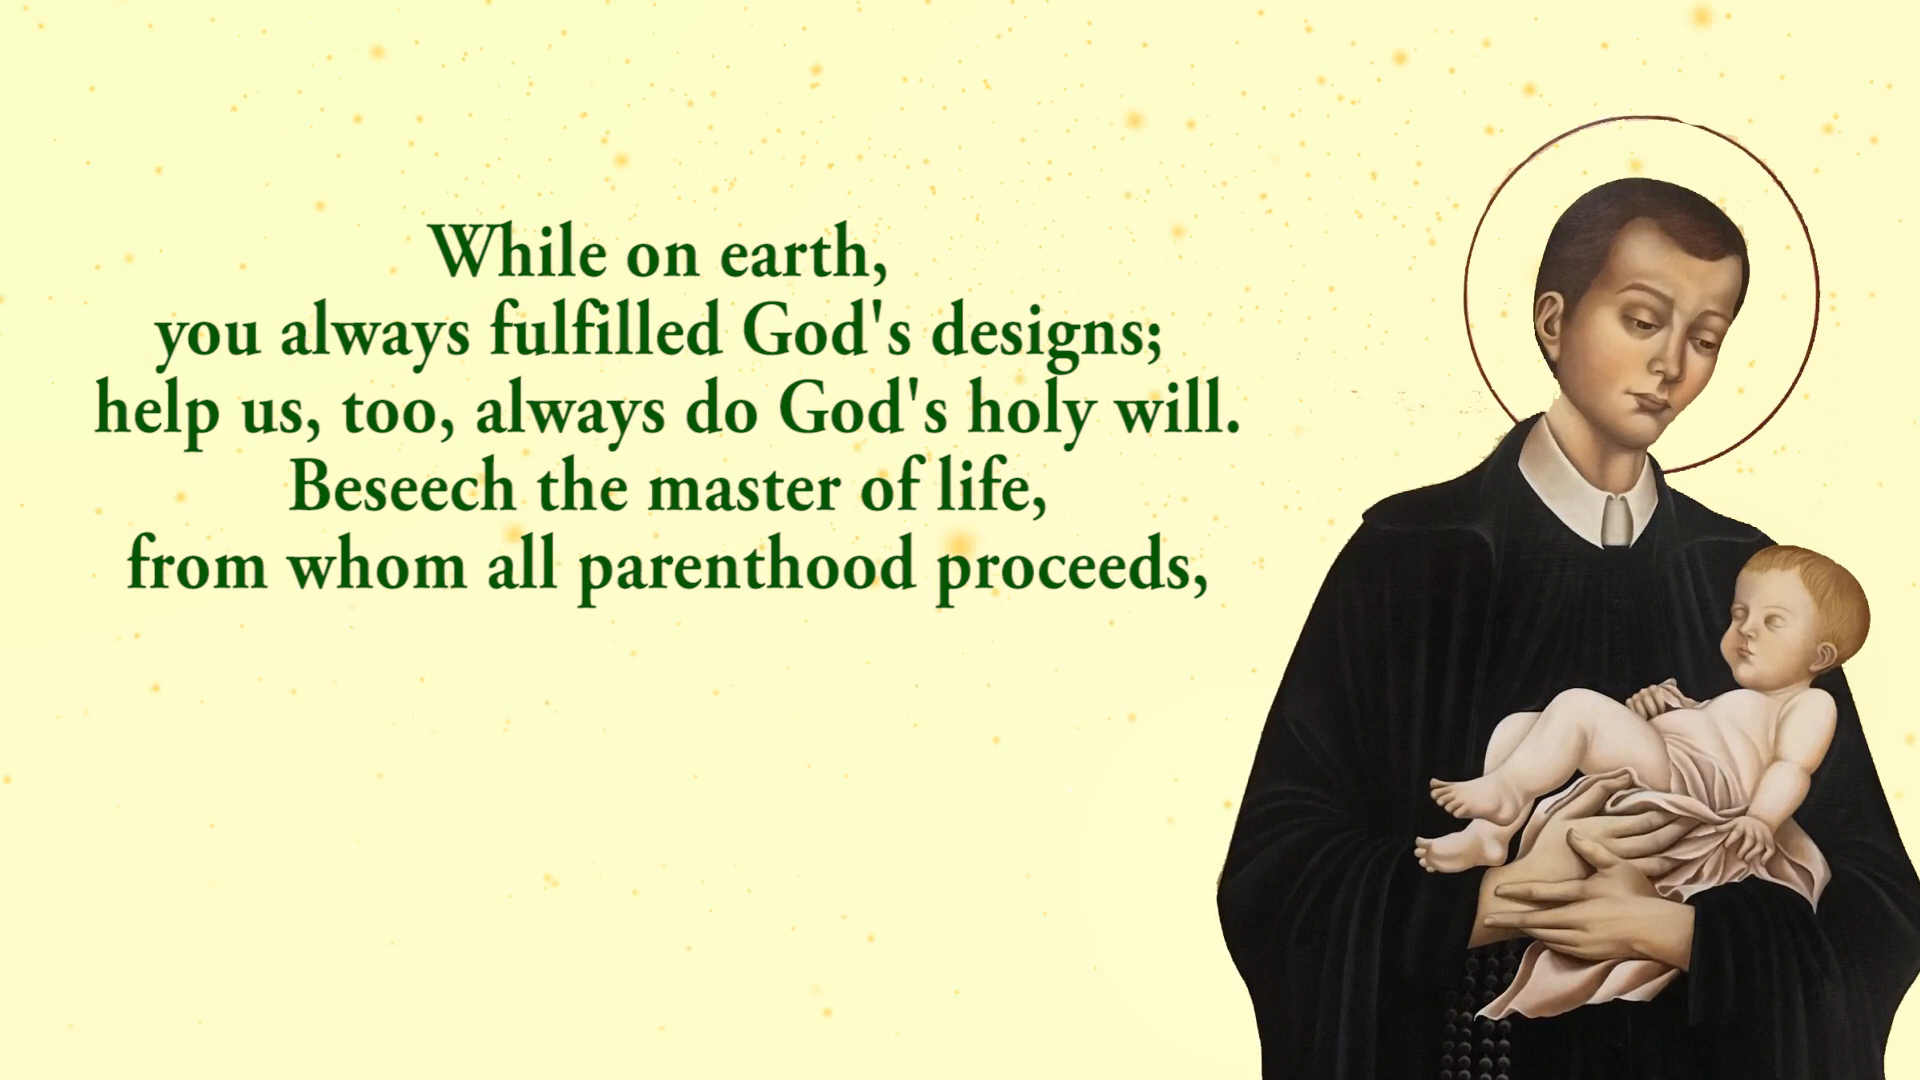 While on earth,
you always fulfilled God's designs;
help us, too, always do God's holy will.
Beseech the master of life,
from whom all parenthood proceeds,